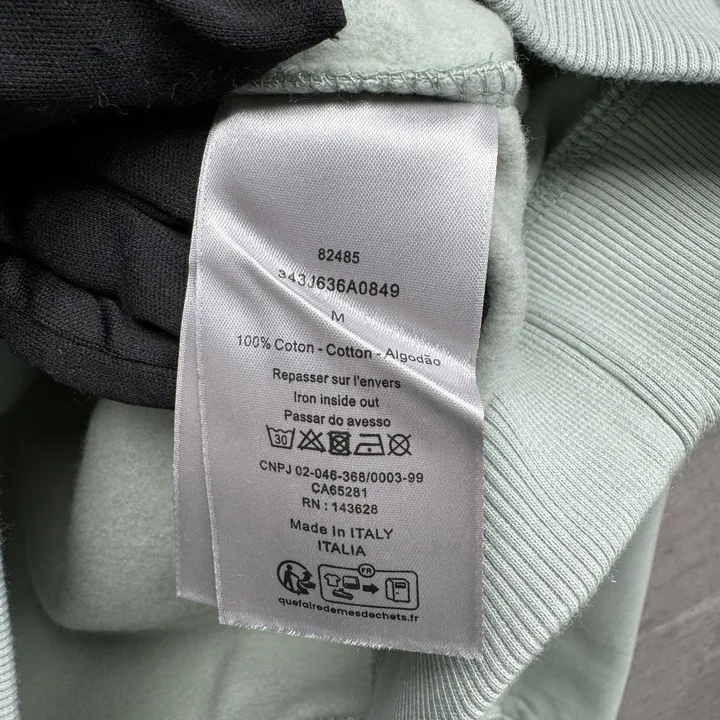 82485
343J636A0849
M
100% Coton - Cotton - Algodão
Repasser sur l'envers
Iron inside out
Passar do avesso
30
CNPJ 02-046-368/0003-99
CA65281
RN : 143628
Made In ITALY
ITALIA
FR
quefairedemesdechets.fr